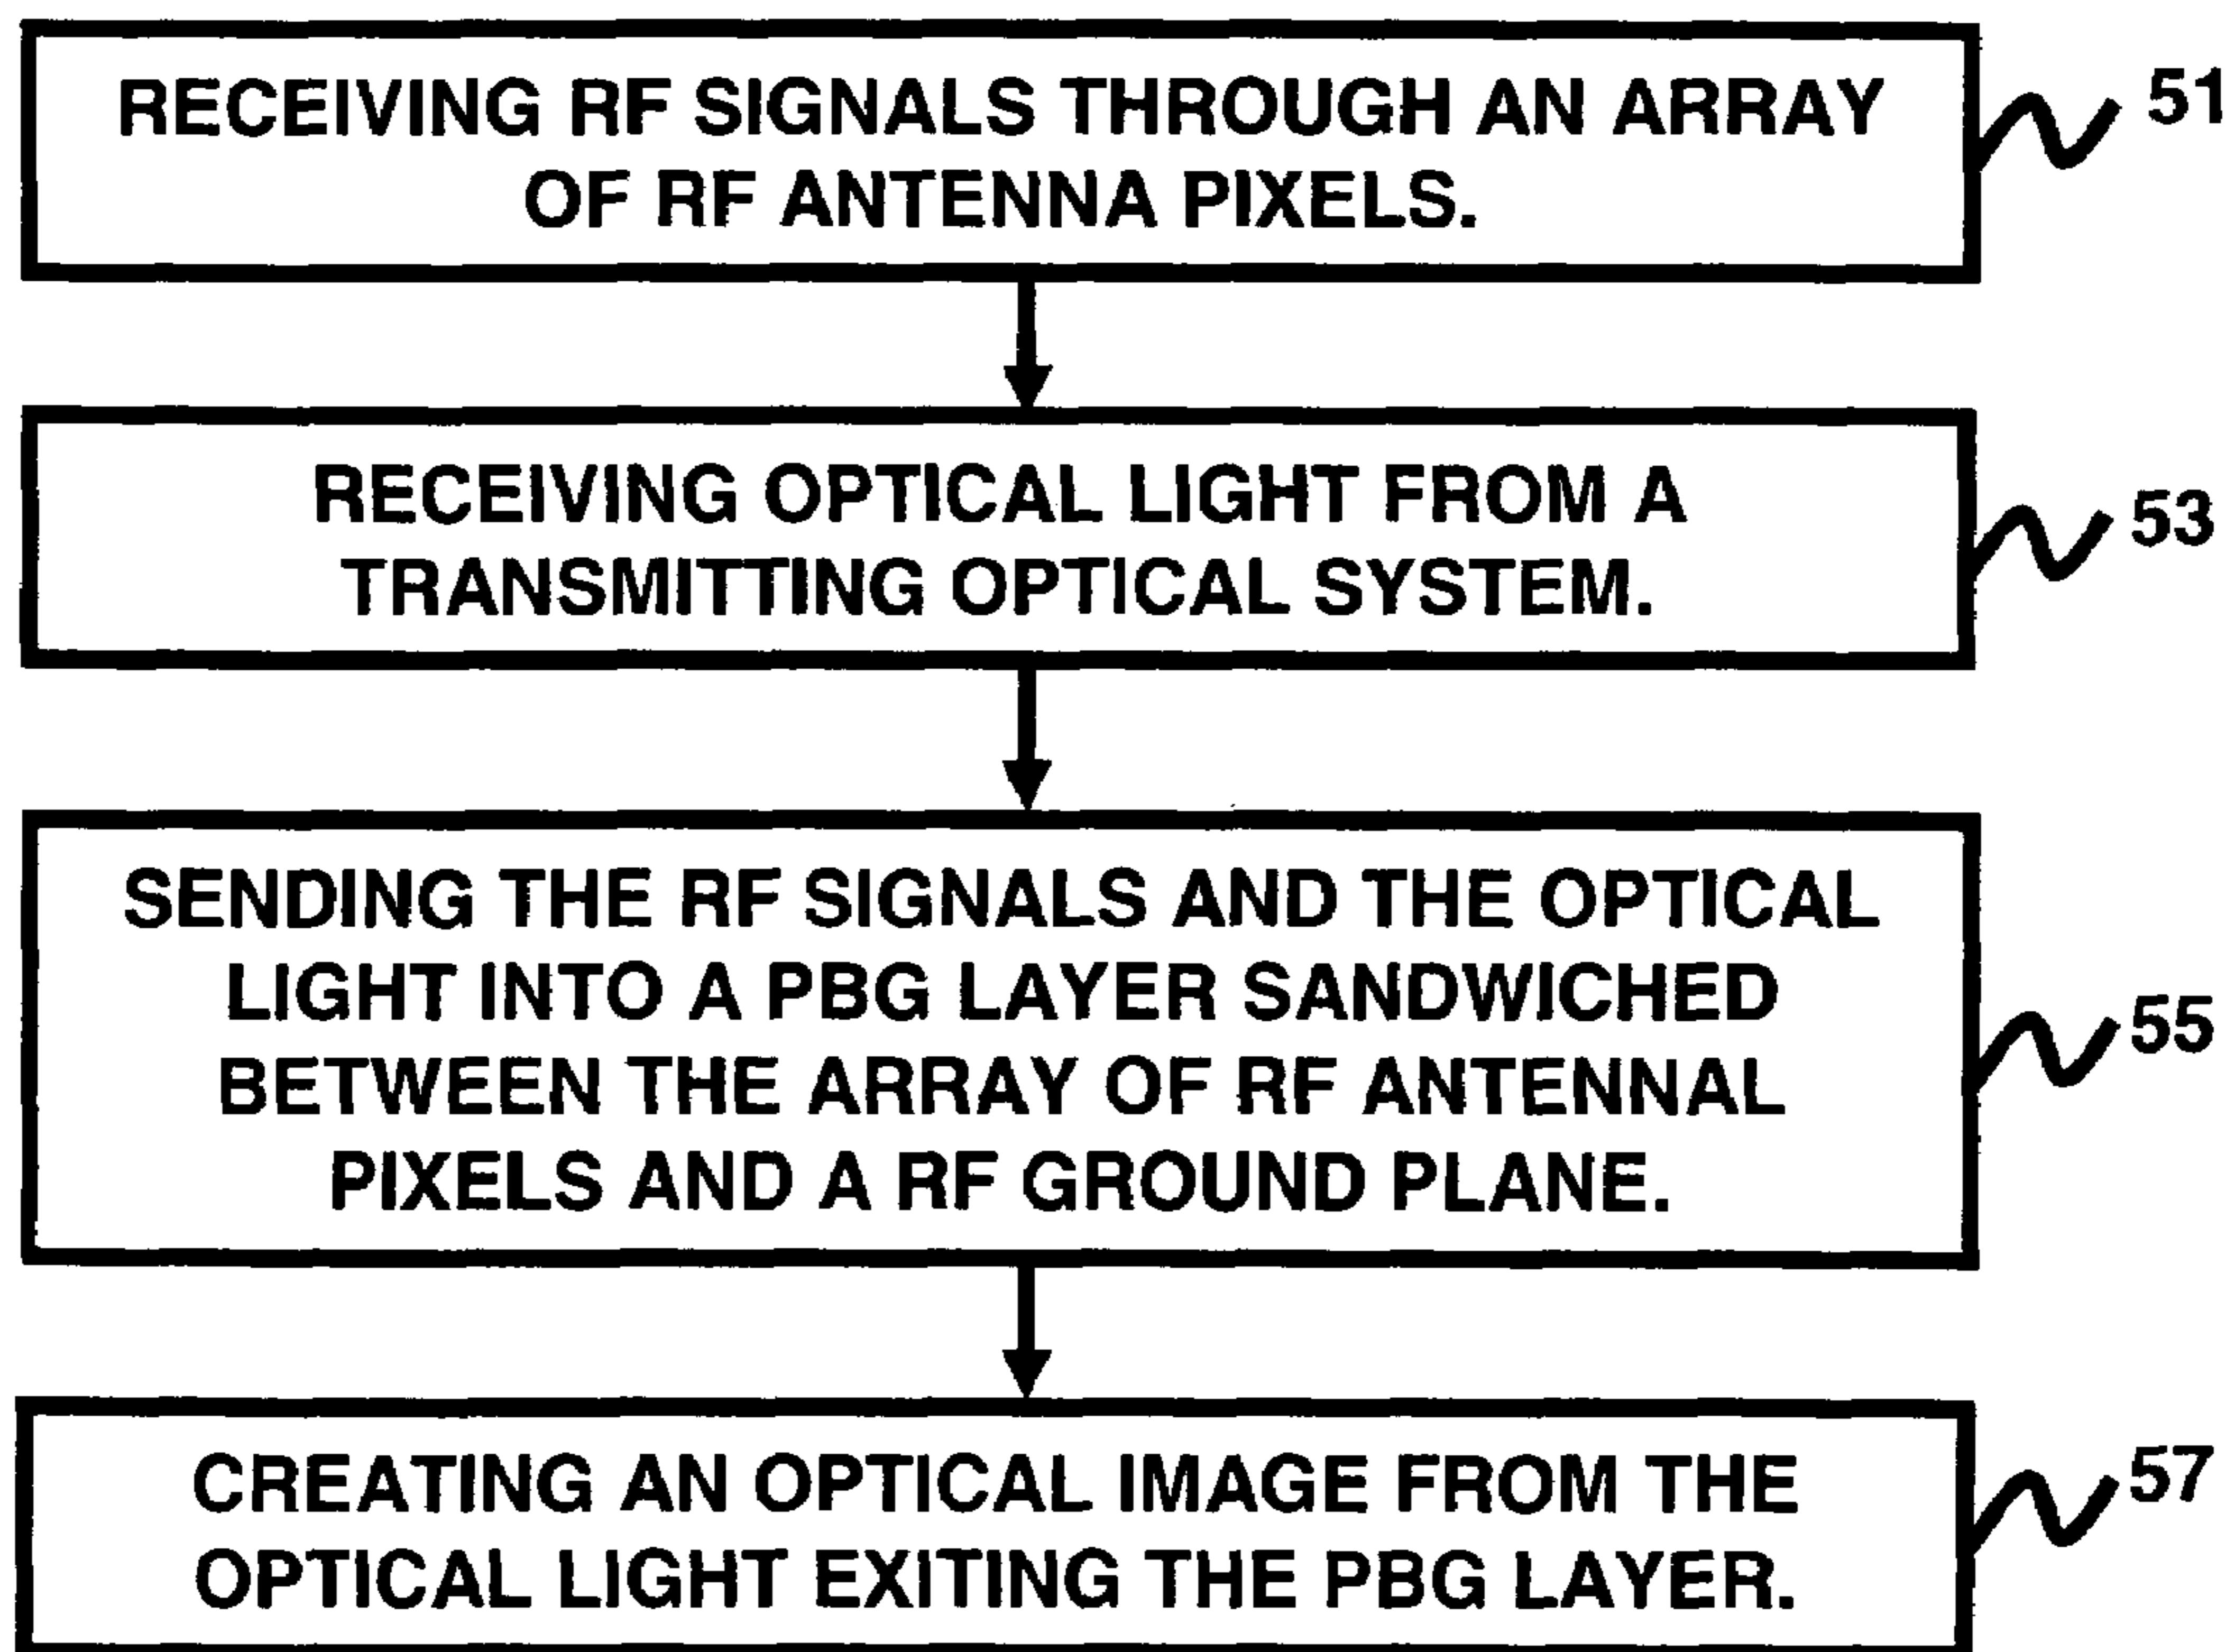 RECEIVING RF SIGNALS THROUGH AN ARRAY
OF RF ANTENNA PIXELS.
51
RECEIVING OPTICAL LIGHT FROM A
TRANSMITTING OPTICAL SYSTEM.
53
SENDING THE RF SIGNALS AND THE OPTICAL
LIGHT INTO A PBG LAYER SANDWICHED
BETWEEN THE ARRAY OF RF ANTENNAL
PIXELS AND A RF GROUND PLANE.
55
CREATING AN OPTICAL IMAGE FROM THE
OPTICAL LIGHT EXITING THE PBG LAYER.
57